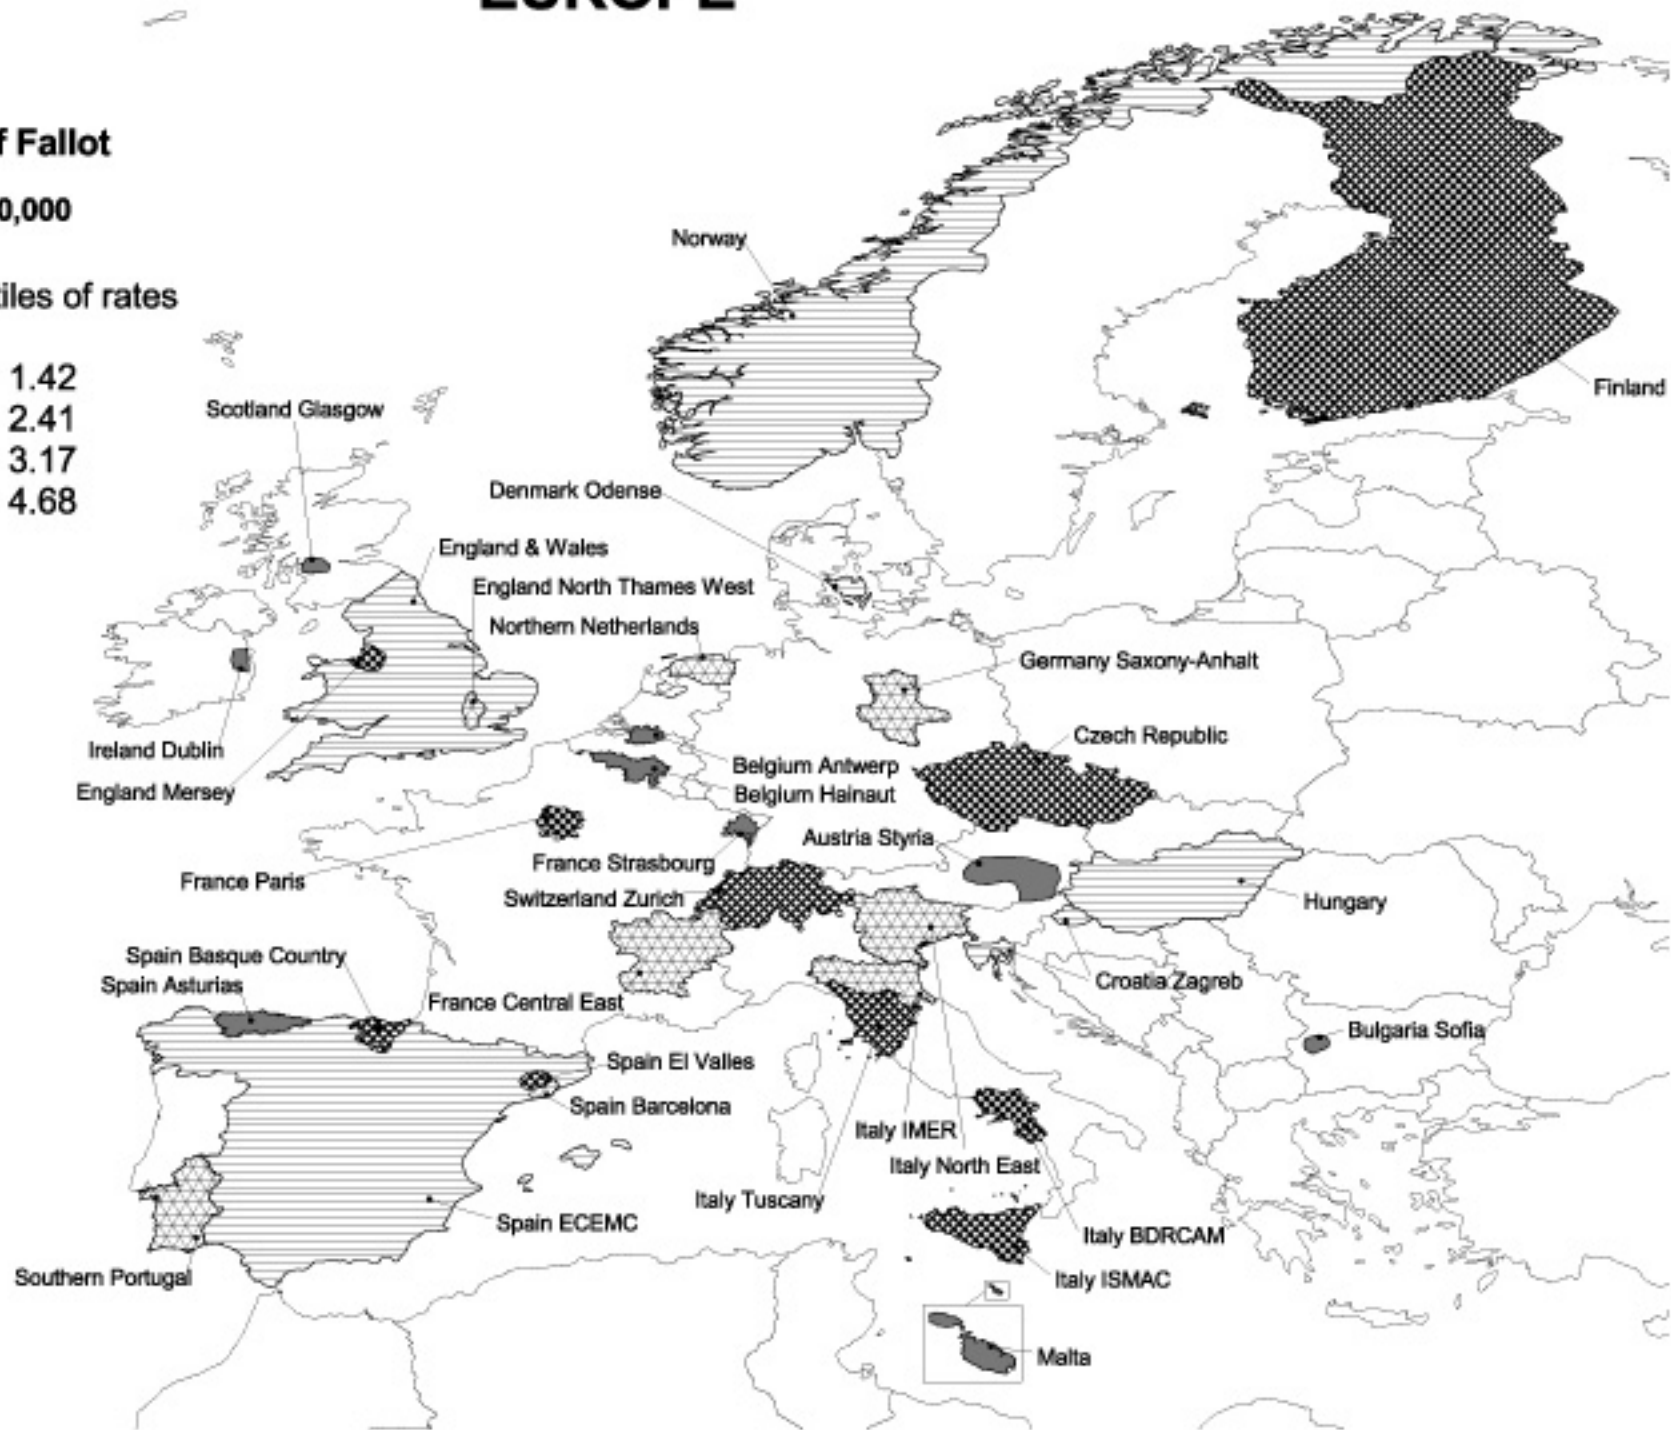 EUROPE
f Fallot
0,000
tiles of rates
1.42
2.41
3.17
4.68
Norway
Finland
Scotland Glasgow
Denmark Odense
England & Wales
England North Thames West
Northern Netherlands
Germany Saxony-Anhalt
Czech Republic
Ireland Dublin
England Mersey
Belgium Antwerp
Belgium Hainaut
Austria Styria
France Strasbourg
France Paris
Switzerland Zurich
Hungary
Spain Basque Country
Spain Asturias
France Central East
Croatia Zagreb
Bulgaria Sofia
Spain El Valles
Spain Barcelona
Italy IMER
Italy North East
Italy Tuscany
Spain ECEMC
Italy BDRCAM
Southern Portugal
Italy ISMAC
Malta